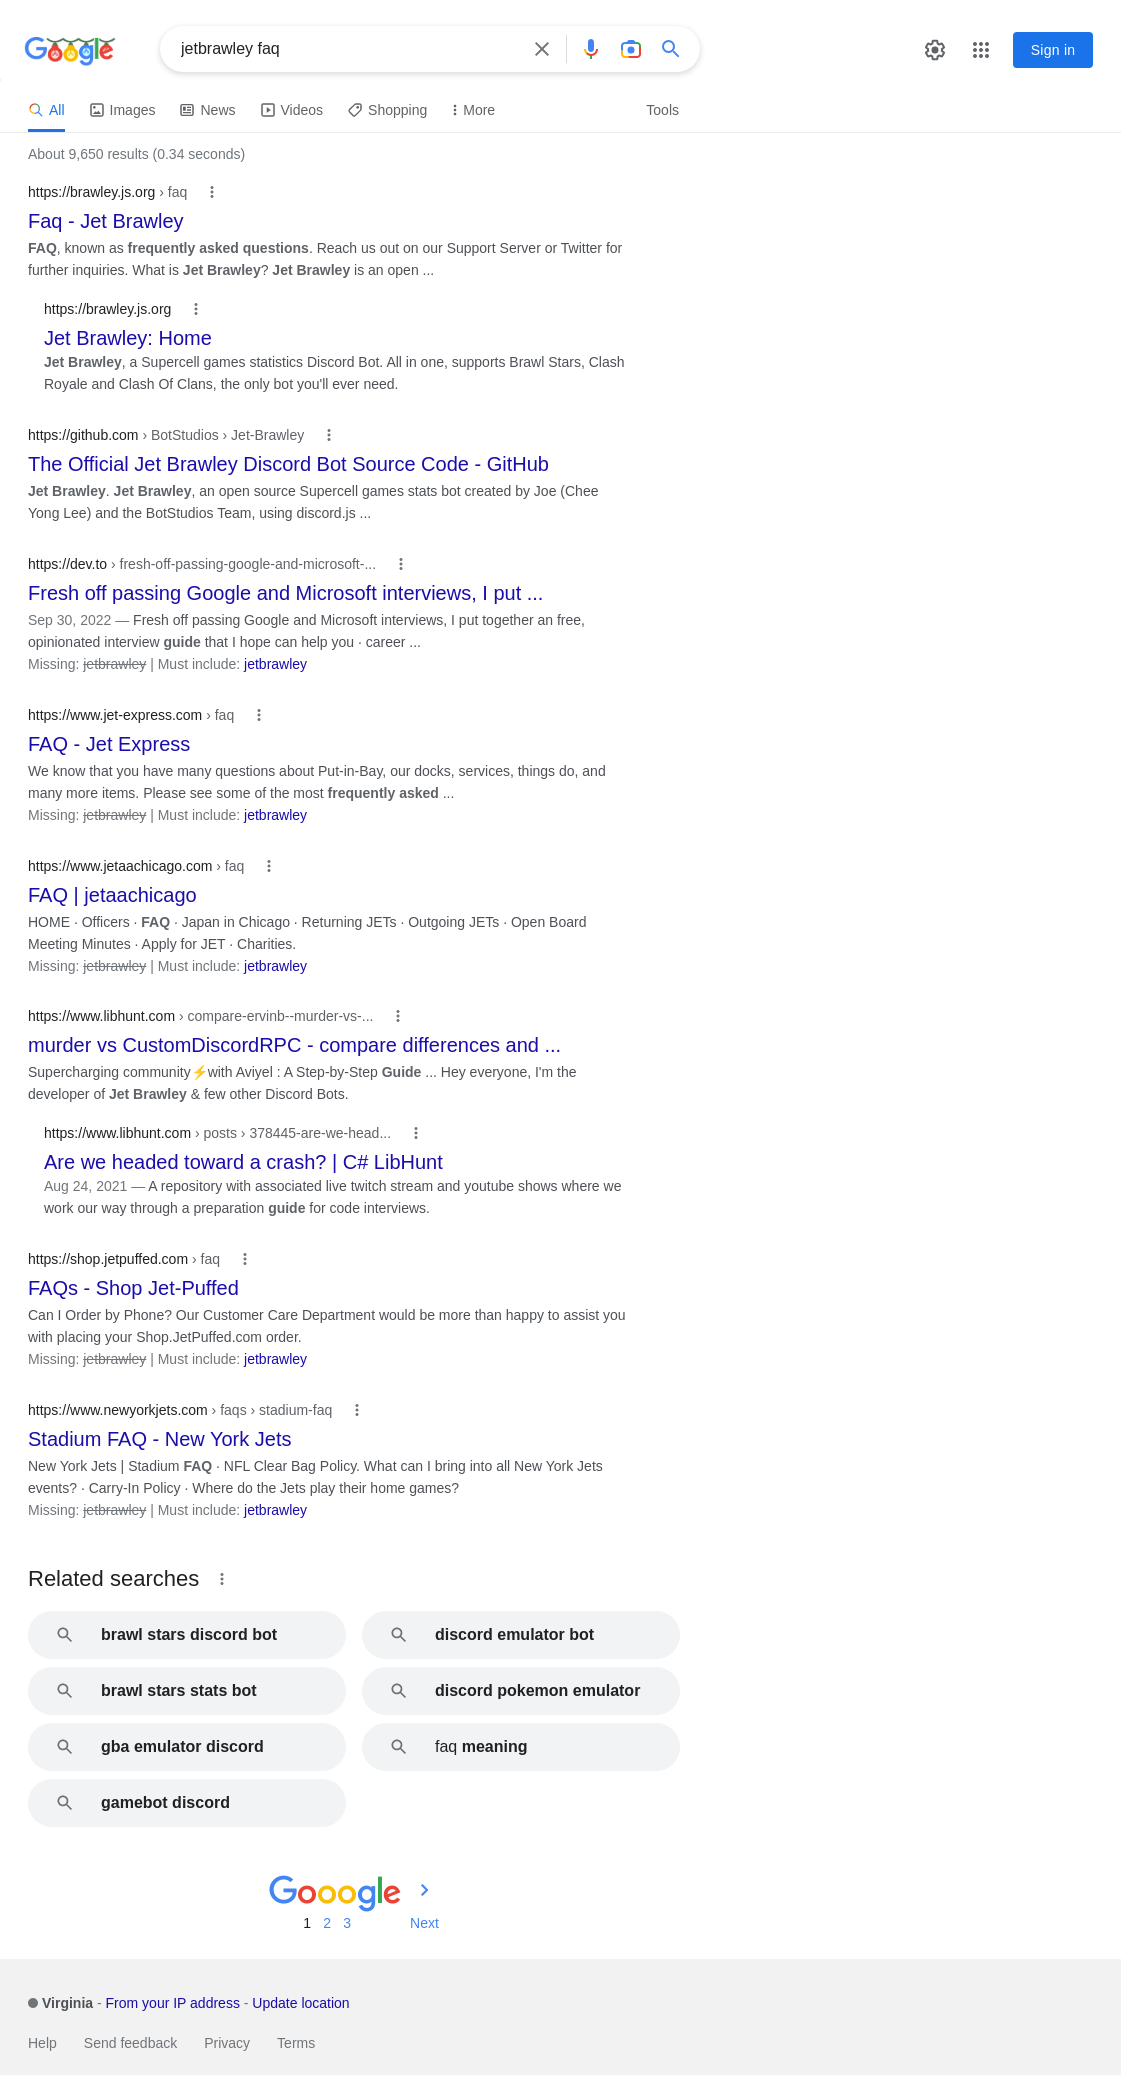 Google
jetbrawley faq
Sign in
All Images News Videos Shopping More Tools
About 9,650 results (0.34 seconds)
https://brawley.js.org › faq
Faq - Jet Brawley
FAQ, known as frequently asked questions. Reach us out on our Support Server or Twitter for
further inquiries. What is Jet Brawley? Jet Brawley is an open ...
https://brawley.js.org
Jet Brawley: Home
Jet Brawley, a Supercell games statistics Discord Bot. All in one, supports Brawl Stars, Clash
Royale and Clash Of Clans, the only bot you'll ever need.
https://github.com › BotStudios › Jet-Brawley
The Official Jet Brawley Discord Bot Source Code - GitHub
Jet Brawley. Jet Brawley, an open source Supercell games stats bot created by Joe (Chee
Yong Lee) and the BotStudios Team, using discord.js ...
https://dev.to › fresh-off-passing-google-and-microsoft-...
Fresh off passing Google and Microsoft interviews, I put ...
Sep 30, 2022 — Fresh off passing Google and Microsoft interviews, I put together an free,
opinionated interview guide that I hope can help you · career ...
Missing: jetbrawley | Must include: jetbrawley
https://www.jet-express.com › faq
FAQ - Jet Express
We know that you have many questions about Put-in-Bay, our docks, services, things do, and
many more items. Please see some of the most frequently asked ...
Missing: jetbrawley | Must include: jetbrawley
https://www.jetaachicago.com › faq
FAQ | jetaachicago
HOME · Officers · FAQ · Japan in Chicago · Returning JETs · Outgoing JETs · Open Board
Meeting Minutes · Apply for JET · Charities.
Missing: jetbrawley | Must include: jetbrawley
https://www.libhunt.com › compare-ervinb--murder-vs-...
murder vs CustomDiscordRPC - compare differences and ...
Supercharging community⚡with Aviyel : A Step-by-Step Guide ... Hey everyone, I'm the
developer of Jet Brawley & few other Discord Bots.
https://www.libhunt.com › posts › 378445-are-we-head...
Are we headed toward a crash? | C# LibHunt
Aug 24, 2021 — A repository with associated live twitch stream and youtube shows where we
work our way through a preparation guide for code interviews.
https://shop.jetpuffed.com › faq
FAQs - Shop Jet-Puffed
Can I Order by Phone? Our Customer Care Department would be more than happy to assist you
with placing your Shop.JetPuffed.com order.
Missing: jetbrawley | Must include: jetbrawley
https://www.newyorkjets.com › faqs › stadium-faq
Stadium FAQ - New York Jets
New York Jets | Stadium FAQ · NFL Clear Bag Policy. What can I bring into all New York Jets
events? · Carry-In Policy · Where do the Jets play their home games?
Missing: jetbrawley | Must include: jetbrawley
Related searches
brawl stars discord bot
discord emulator bot
brawl stars stats bot
discord pokemon emulator
gba emulator discord
faq meaning
gamebot discord
Gooogle
1 2 3 Next
Virginia - From your IP address - Update location
Help Send feedback Privacy Terms